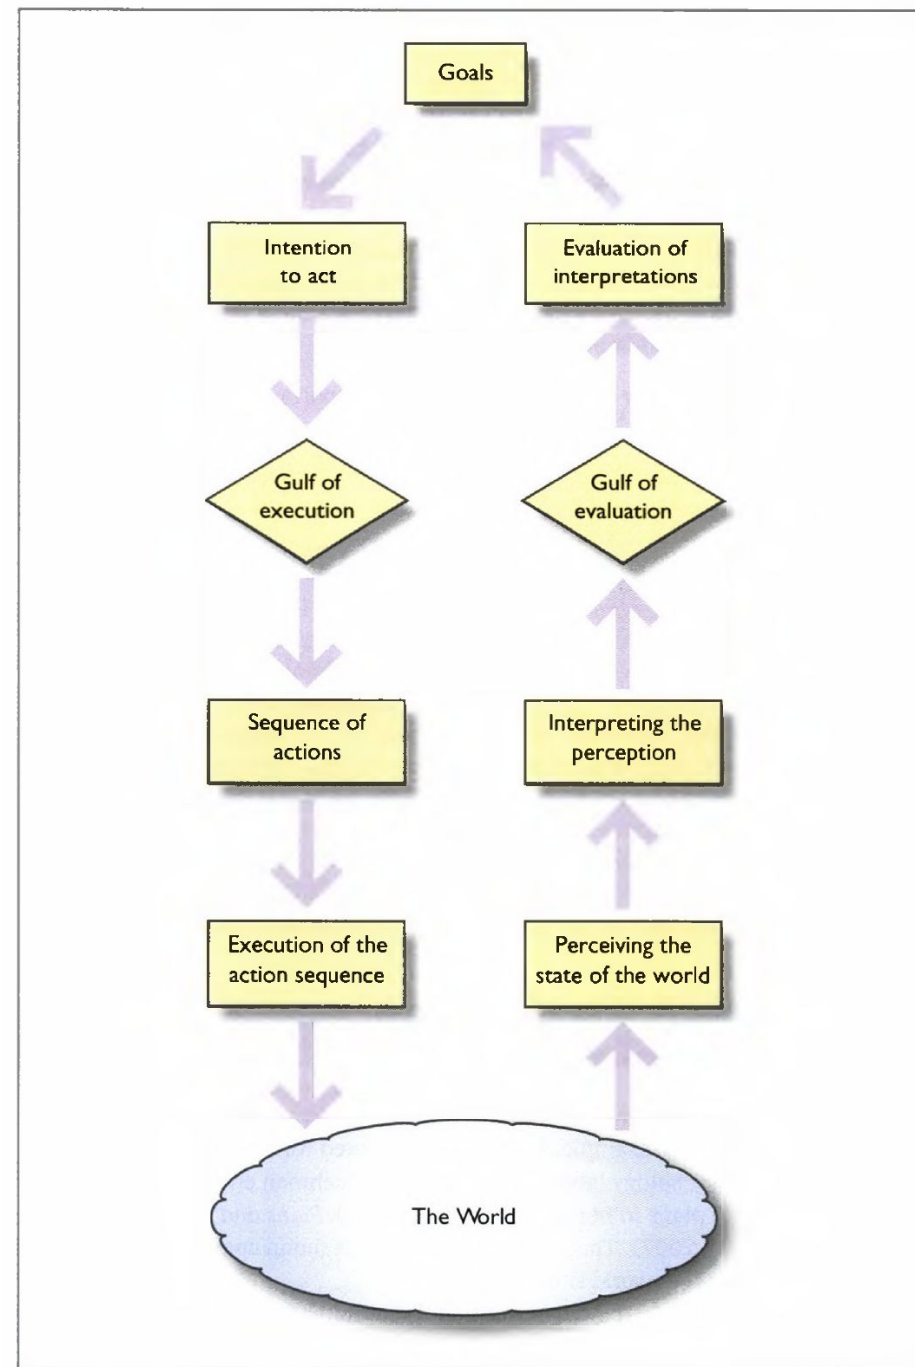 Goals
Intention
to act
Evaluation of
interpretations
Gulf of
execution
Gulf of
evaluation
Sequence of
actions
Interpreting the
perception
Execution of the
action sequence
Perceiving the
state of the world
The World